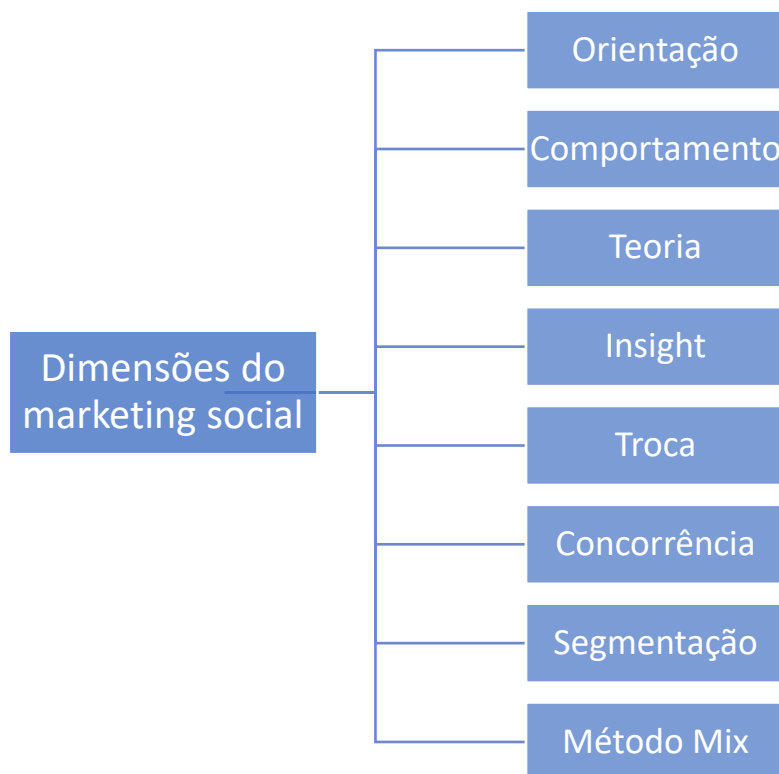 Orientação
Comportamento
Teoria
Insight
Dimensões do
marketing social
Troca
Concorrência
Segmentação
Método Mix